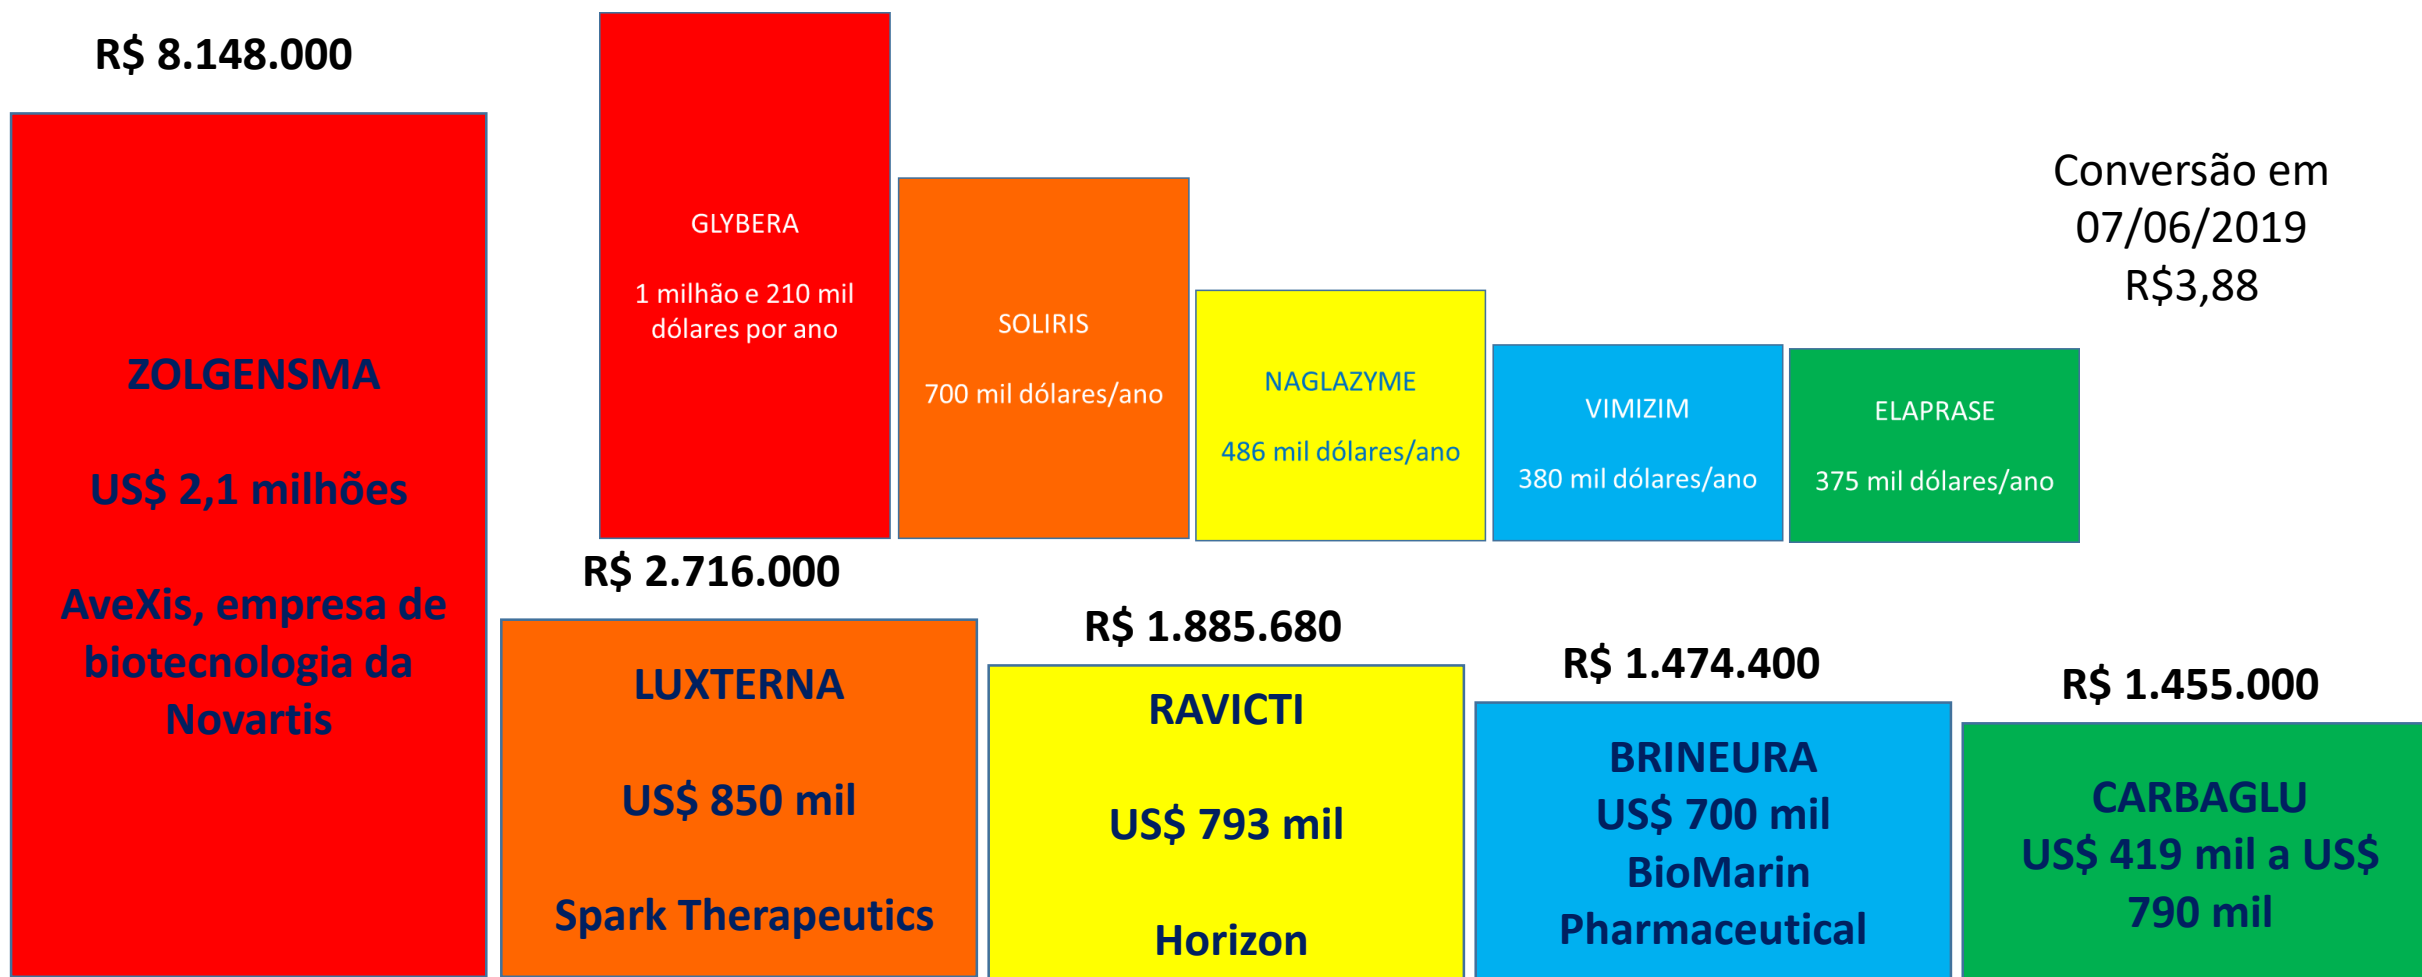 R$ 8.148.000
ZOLGENSMA
US$ 2,1 milhões
AveXis, empresa de
biotecnologia da
Novartis
GLYBERA
1 milhão e 210 mil
dólares por ano
SOLIRIS
700 mil dólares/ano
NAGLAZYME
486 mil dólares/ano
VIMIZIM
380 mil dólares/ano
ELAPRASE
375 mil dólares/ano
Conversão em
07/06/2019
R$3,88
R$ 2.716.000
LUXTERNA
US$ 850 mil
Spark Therapeutics
R$ 1.885.680
RAVICTI
US$ 793 mil
Horizon
R$ 1.474.400
BRINEURA
US$ 700 mil
BioMarin
Pharmaceutical
R$ 1.455.000
CARBAGLU
US$ 419 mil a US$
790 mil